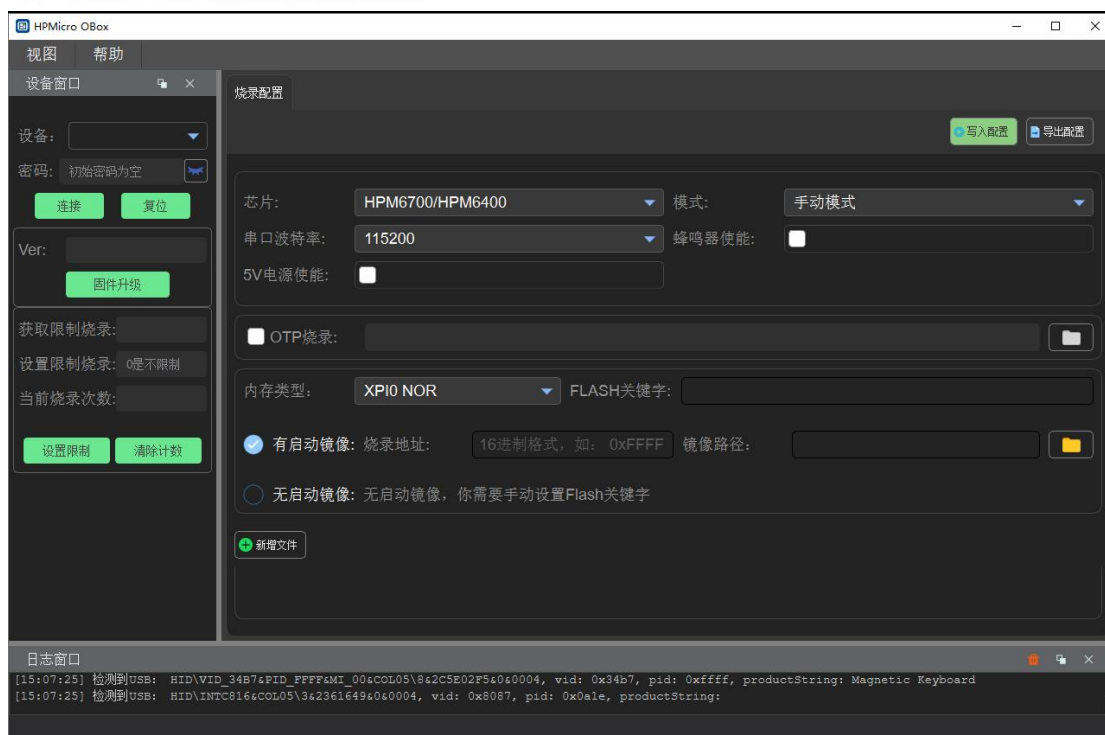 HPMicro OBox
视图 帮助
设备窗口
设备:
密码: 初始密码为空
连接 复位
Ver:
固件升级
获取限制烧录:
设置限制烧录: 0是不限制
当前烧录次数:
设置限制 清除计数
烧录配置
写入配置 导出配置
芯片: HPM6700/HPM6400 模式: 手动模式
串口波特率: 115200 蜂鸣器使能:
5V电源使能:
OTP烧录:
内存类型: XPI0 NOR FLASH关键字:
有启动镜像: 烧录地址: 16进制格式, 如: 0xFFFF 镜像路径:
无启动镜像: 无启动镜像, 你需要手动设置Flash关键字
新增文件
日志窗口
[15:07:25] 检测到USB: HID\VID_34B7&PID_FFFF&MI_00&COL05\8&2C5E02F5&0&0004, vid: 0x34b7, pid: 0xffff, productString: Magnetic Keyboard
[15:07:25] 检测到USB: HID\INTC816&COL05\3&2361649&0&0004, vid: 0x8087, pid: 0x0a1e, productString: